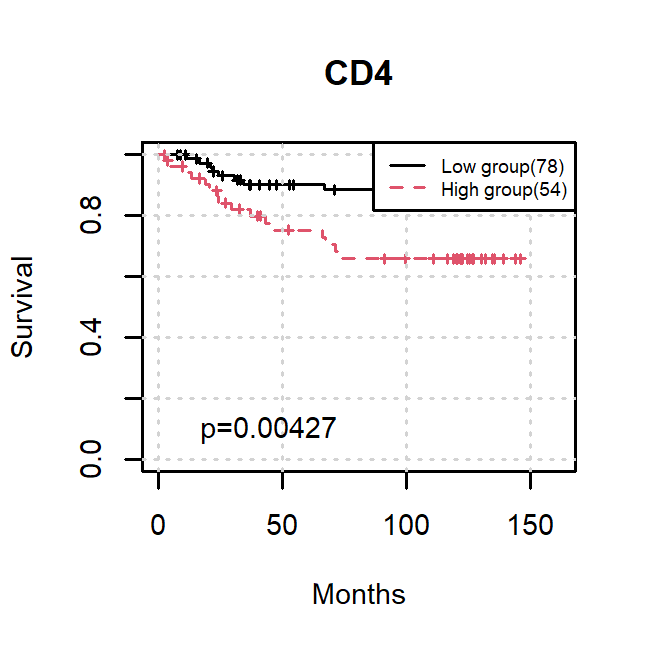 CD4
Low group(78)
High group(54)
Survival
0.8
0.4
0.0
p=0.00427
0 50 100 150
Months